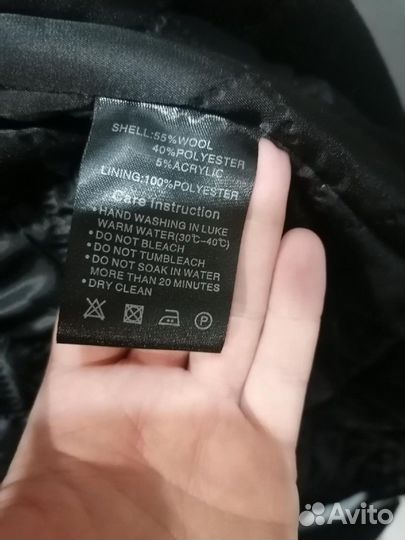 SHELL:55%WOOL
40%POLYESTER
5%ACRYLIC
LINING:100%POLYESTER
Care Instruction
• HAND WASHING IN LUKE
WARM WATER(30℃-40℃)
• DO NOT BLEACH
• DO NOT TUMBLEACH
• DO NOT SOAK IN WATER
MORE THAN 20 MINUTES
• DRY CLEAN
P
Avito